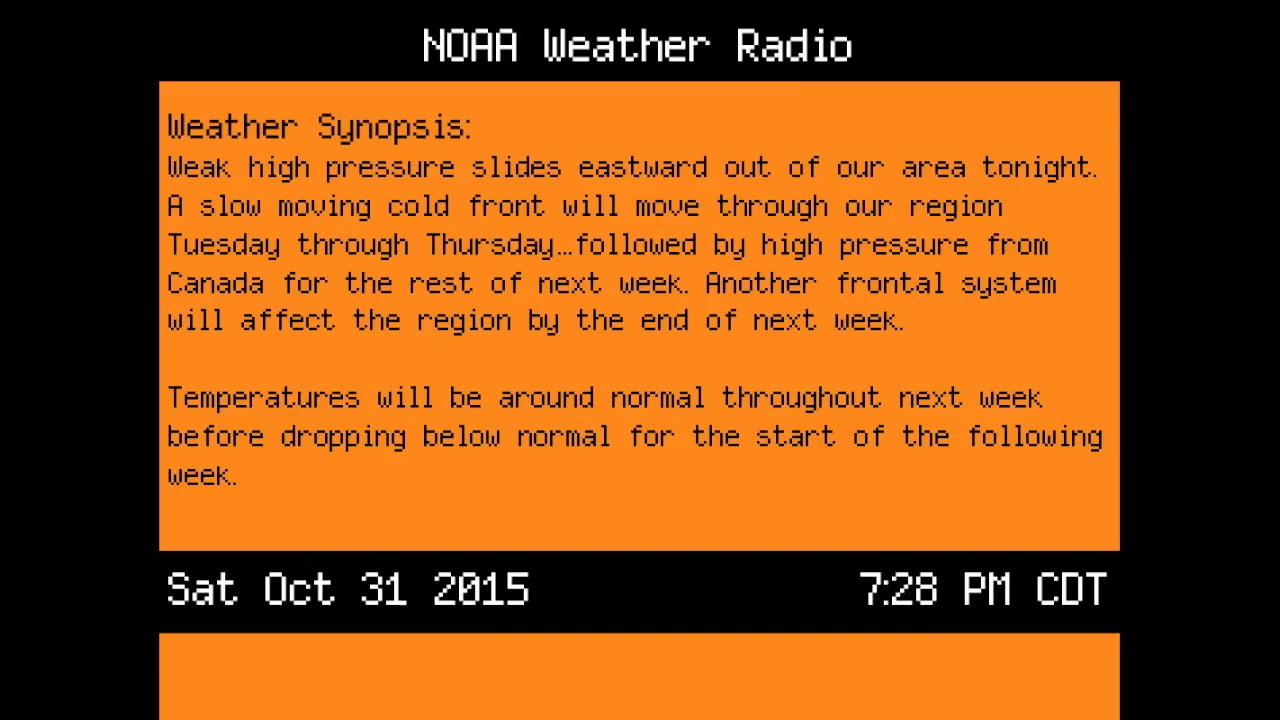 NOAA Weather Radio
Weather Synopsis:
Weak high pressure slides eastward out of our area tonight.
A slow moving cold front will move through our region
Tuesday through Thursday...followed by high pressure from
Canada for the rest of next week. Another frontal system
will affect the region by the end of next week.
Temperatures will be around normal throughout next week
before dropping below normal for the start of the following
week.
Sat Oct 31 2015
7:28 PM CDT